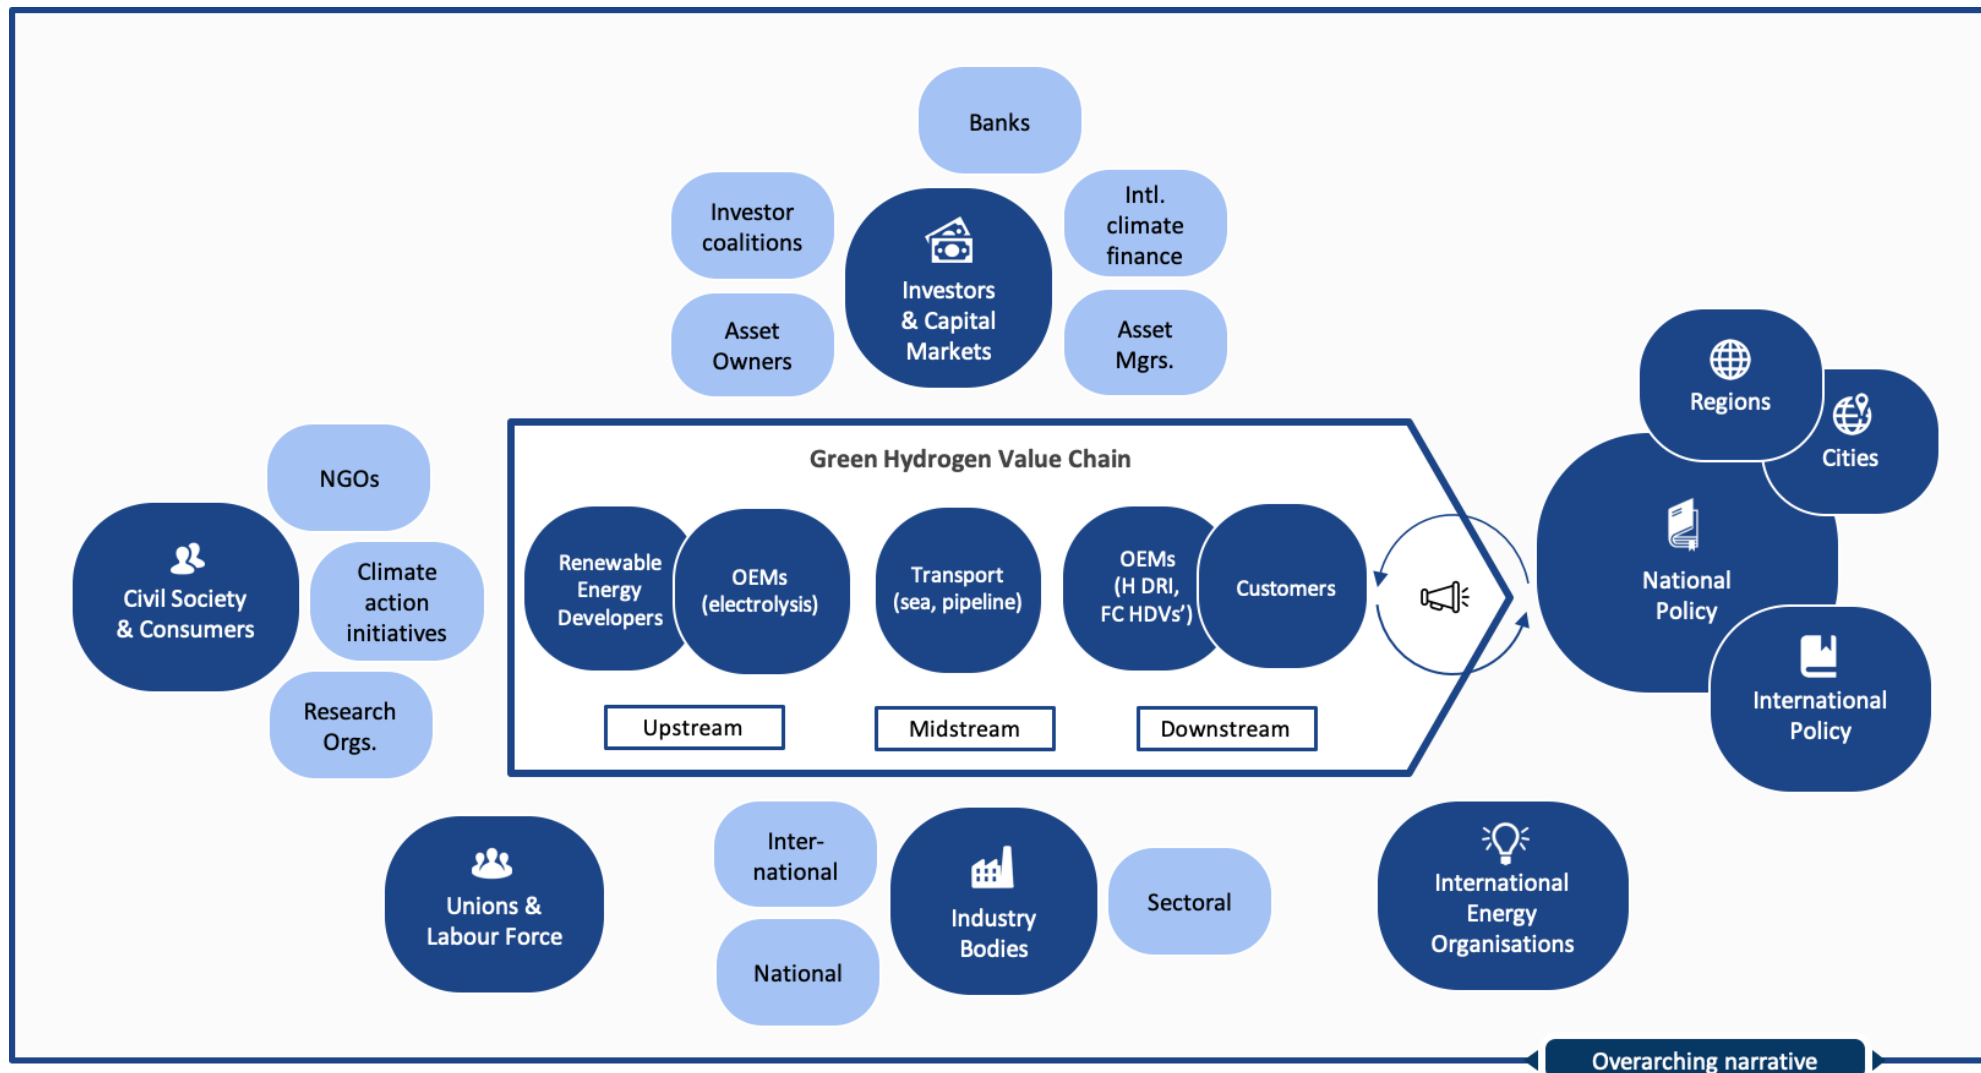 Banks
Investor
coalitions
Intl.
climate
finance
Investors
& Capital
Markets
Asset
Owners
Asset
Mgrs.
Regions
Cities
National
Policy
International
Policy
NGOs
Civil Society
& Consumers
Climate
action
initiatives
Research
Orgs.
Green Hydrogen Value Chain
Renewable
Energy
Developers
OEMs
(electrolysis)
Transport
(sea, pipeline)
OEMs
(H DRI,
FC HDVs’)
Customers
Upstream
Midstream
Downstream
Unions &
Labour Force
Inter-
national
National
Industry
Bodies
Sectoral
International
Energy
Organisations
Overarching narrative